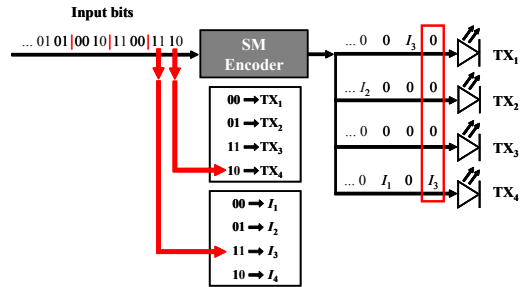 Input bits
... 01 01 | 00 10 | 11 00 | 11 10
SM
Encoder
00 → TX₁
01 → TX₂
11 → TX₃
10 → TX₄
00 → I₁
01 → I₂
11 → I₃
10 → I₄
... 0 0 I₃ 0 TX₁
... I₂ 0 0 0 TX₂
... 0 0 0 0 TX₃
... 0 I₁ 0 I₃ TX₄